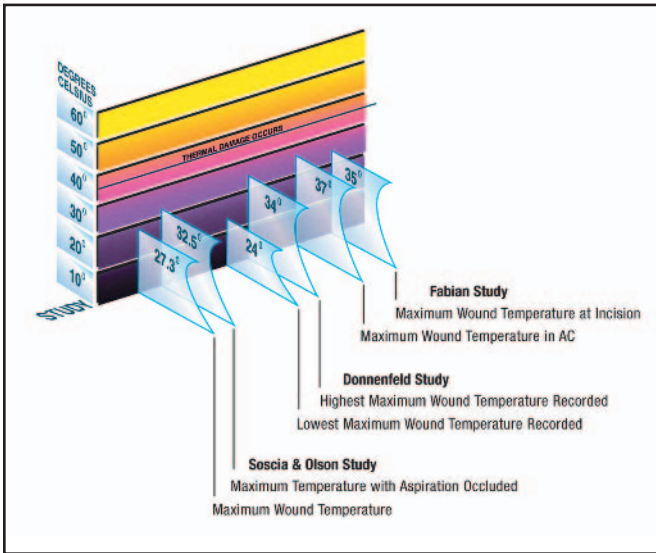 DEGREES
CELSIUS
60°
50°
40°
30°
20°
10°
STUDY
THERMAL DAMAGE OCCURS
27.3°
32.5°
24°
34°
37°
35°
Fabian Study
Maximum Wound Temperature at Incision
Maximum Wound Temperature in AC
Donnenfeld Study
Highest Maximum Wound Temperature Recorded
Lowest Maximum Wound Temperature Recorded
Soscia & Olson Study
Maximum Temperature with Aspiration Occluded
Maximum Wound Temperature